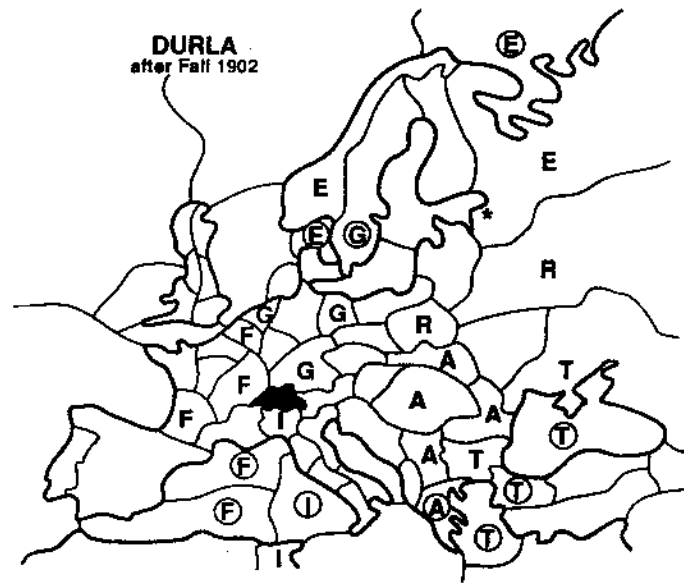 DURLA
after Fall 1902
E
E
E
E G
*
R
G G R
F
G A T
F A
F I A
T
F A T
T
F I A
T
I